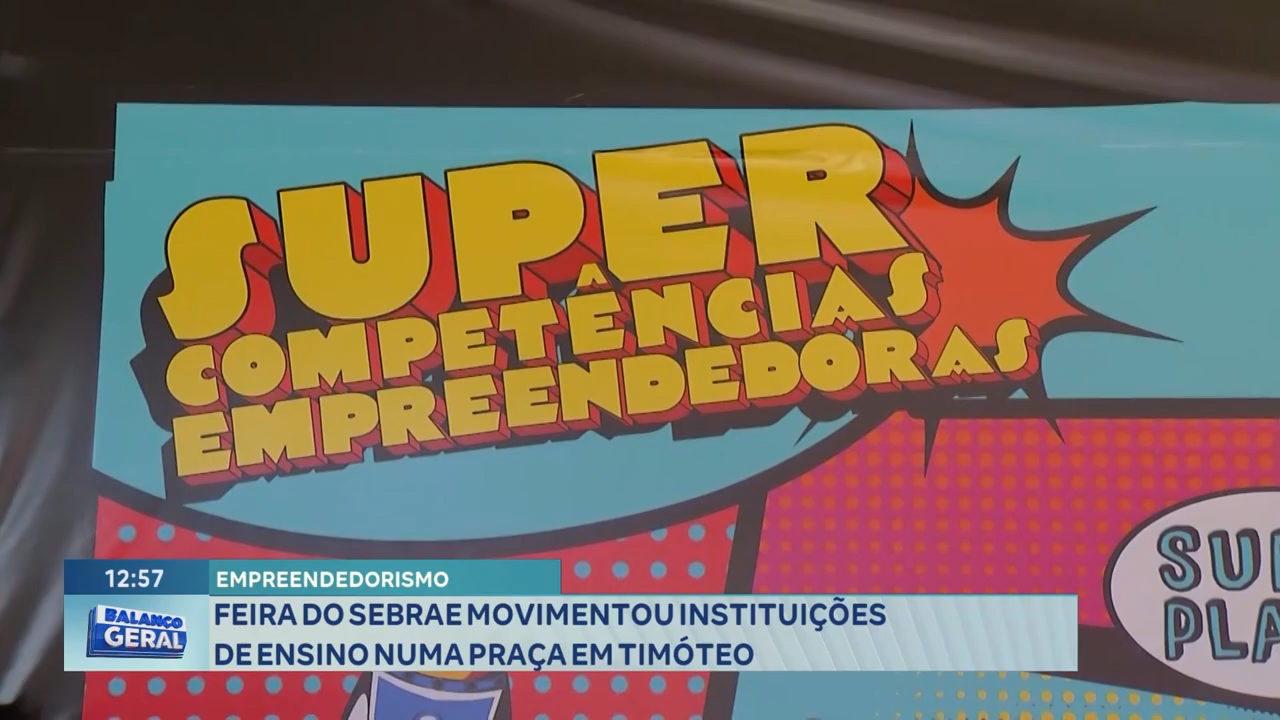 SUPER
COMPETÊNCIAS
EMPREENDEDORAS
12:57
EMPREENDEDORISMO
BALANÇO
GERAL
FEIRA DO SEBRAE MOVIMENTOU INSTITUIÇÕES
DE ENSINO NUMA PRAÇA EM TIMÓTEO